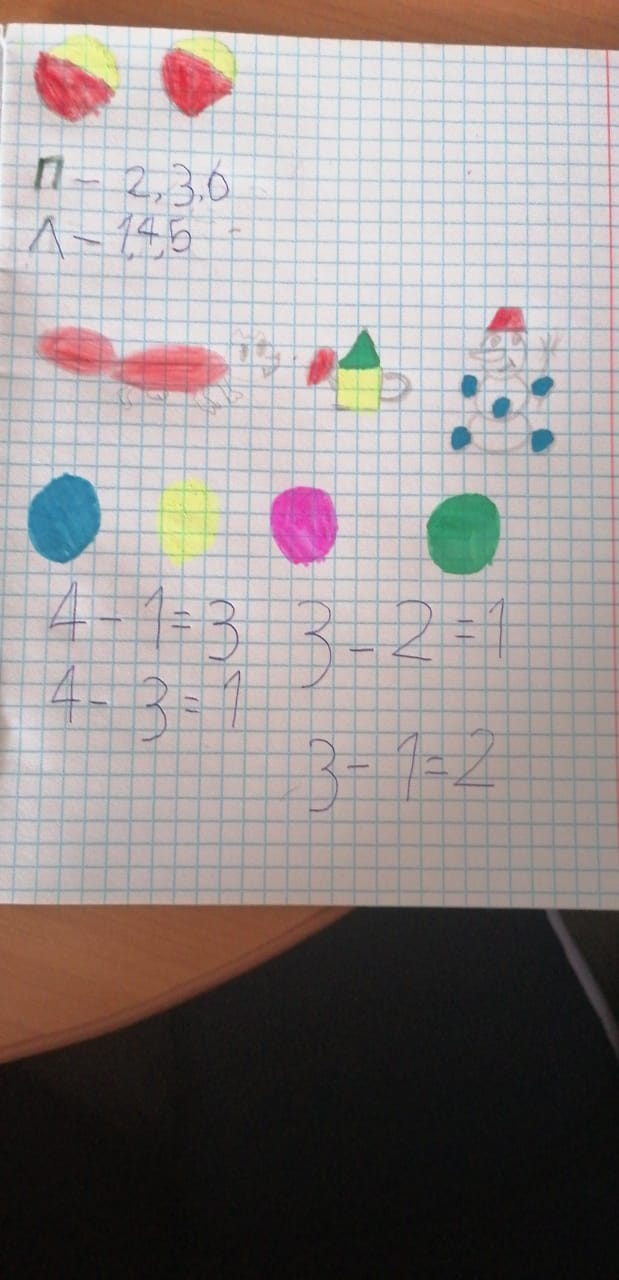 П - 2, 3, 6
Л - 1, 4, 5
4 - 1 = 3
3 - 2 = 1
4 - 3 = 1
3 - 1 = 2